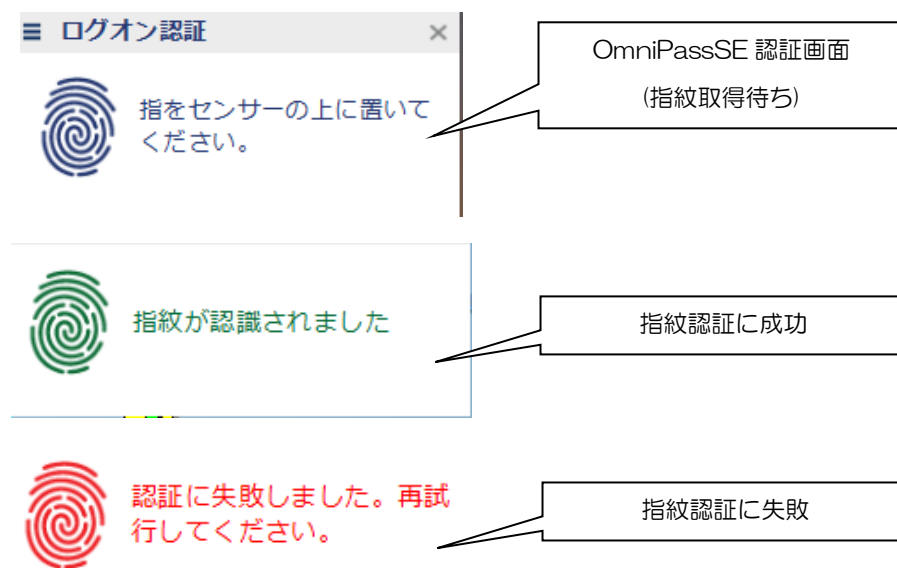 ログオン認証
OmniPassSE 認証画面
(指紋取得待ち)
指をセンサーの上に置いて
ください。
指紋が認識されました
指紋認証に成功
認証に失敗しました。再試
行してください。
指紋認証に失敗